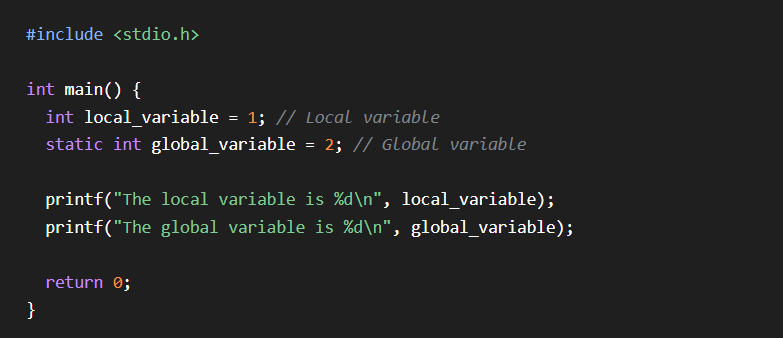 #include <stdio.h>
int main() {
int local_variable = 1; // Local variable
static int global_variable = 2; // Global variable
printf("The local variable is %d\n", local_variable);
printf("The global variable is %d\n", global_variable);
return 0;
}